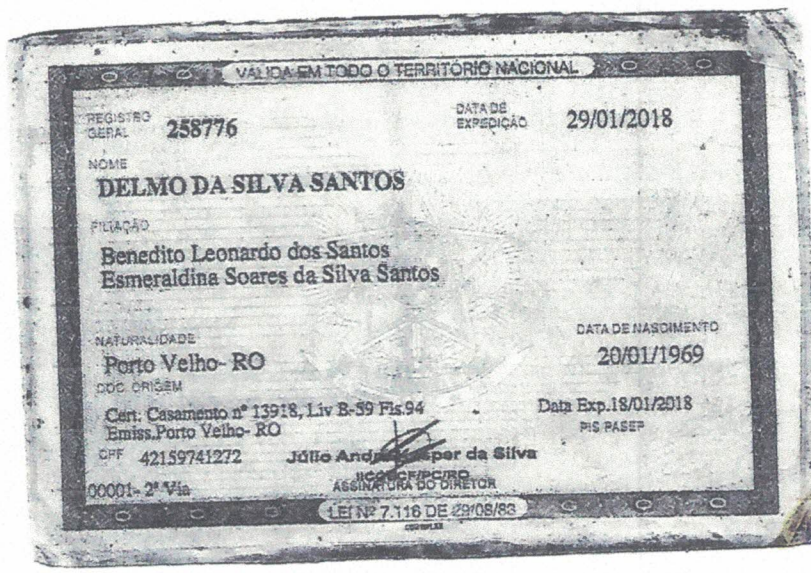 VÁLIDA EM TODO O TERRITÓRIO NACIONAL
REGISTRO GERAL 258776 DATA DE EXPEDIÇÃO 29/01/2018
NOME
DELMO DA SILVA SANTOS
FILIAÇÃO
Benedito Leonardo dos Santos
Esmeraldina Soares da Silva Santos
NATURALIDADE DATA DE NASCIMENTO
Porto Velho- RO 20/01/1969
DOC ORIGEM
Cert. Casamento nº 13918, Liv B-59 Fls.94 Data Exp.18/01/2018
Emiss.Porto Velho- RO PIS PASEP
CPF 42159741272 Júlio da Silva
00001- 2ª Via ASSINATURA DO DIRETOR
LEI Nº 7.116 DE 29/08/83